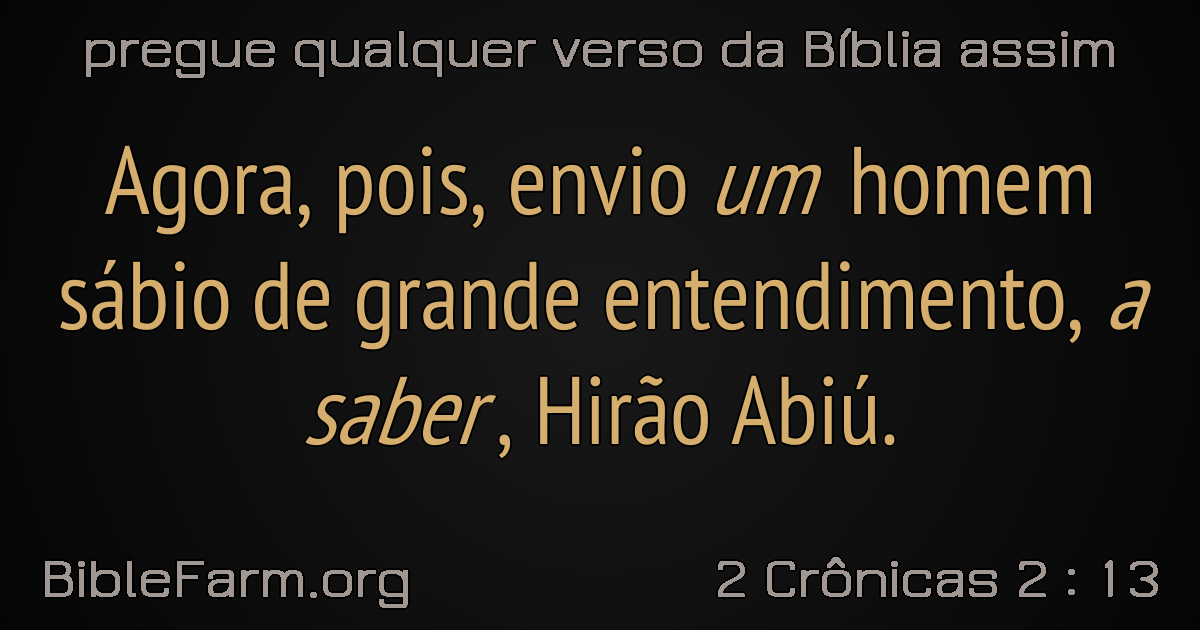 pregue qualquer verso da Bíblia assim
Agora, pois, envio um homem
sábio de grande entendimento, a
saber, Hirão Abiú.
BibleFarm.org
2 Crônicas 2 : 13